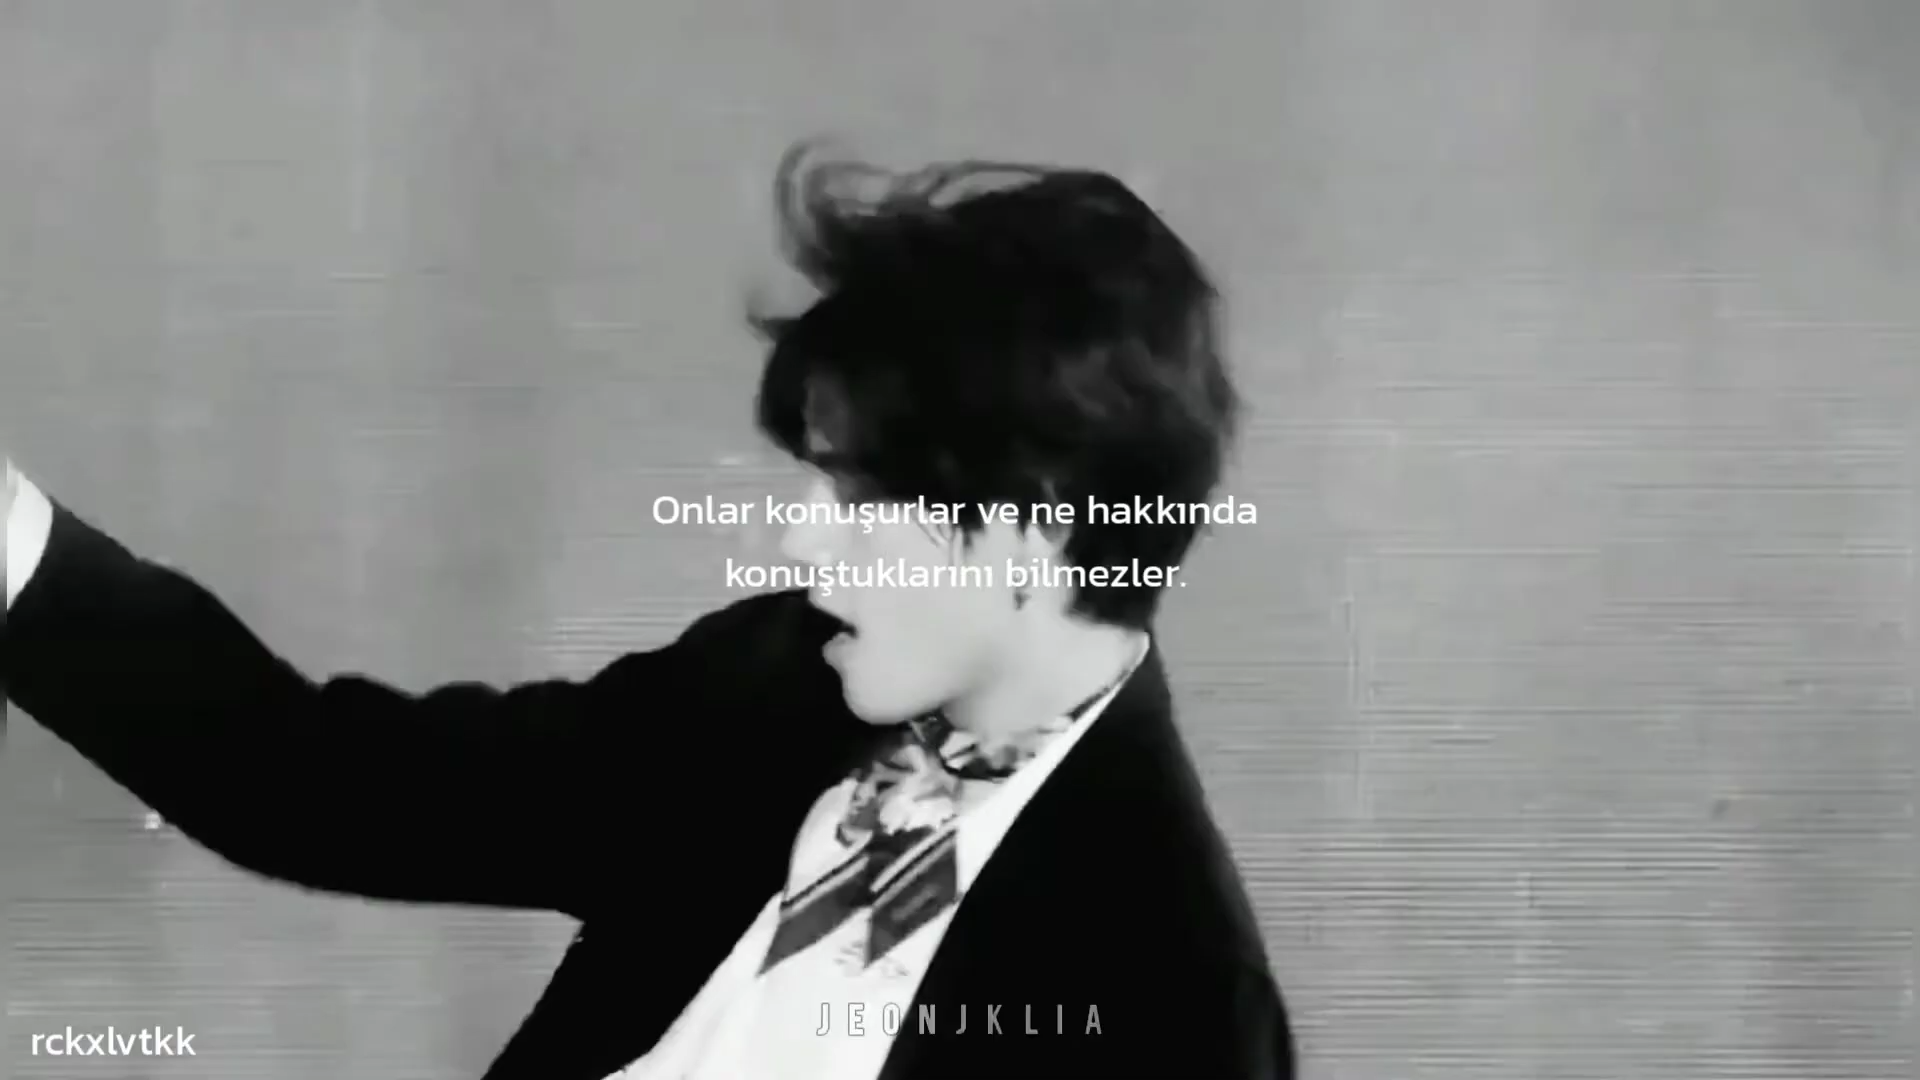 Onlar konuşurlar ve ne hakkında
konuştuklarını bilmezler.
JEONJKLIA
rckxlvtkk